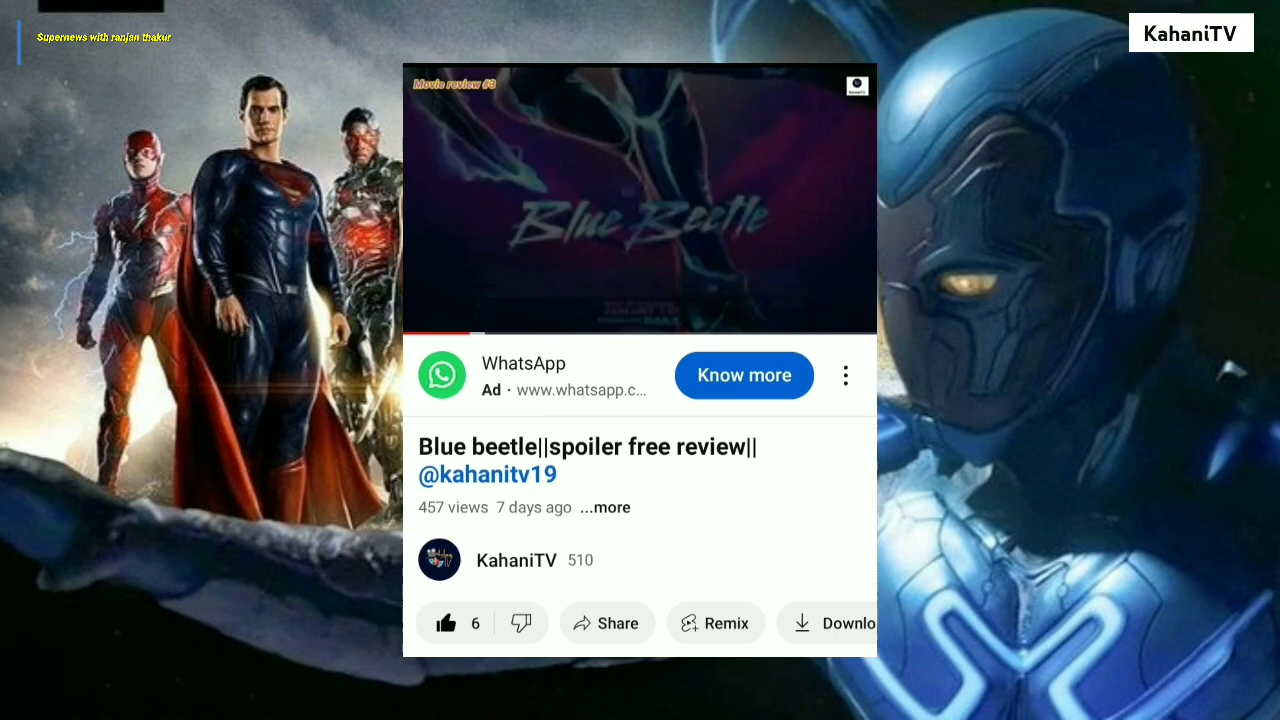 Supernews with ranjan thakur
KahaniTV
Movie review #3
Blue Beetle
WhatsApp
Ad · www.whatsapp.c...
Know more
Blue beetle||spoiler free review||
@kahanitv19
457 views 7 days ago ...more
KahaniTV 510
6
Share
Remix
Downlo